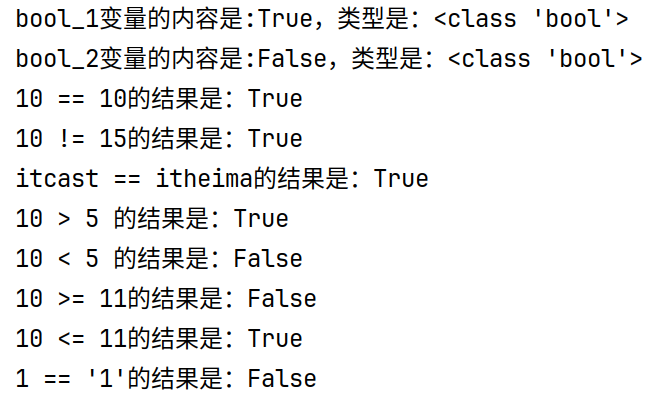 bool_1变量的内容是:True，类型是：<class 'bool'>
bool_2变量的内容是:False，类型是：<class 'bool'>
10 == 10的结果是：True
10 != 15的结果是：True
itcast == itheima的结果是：True
10 > 5 的结果是：True
10 < 5 的结果是：False
10 >= 11的结果是：False
10 <= 11的结果是：True
1 == '1'的结果是：False